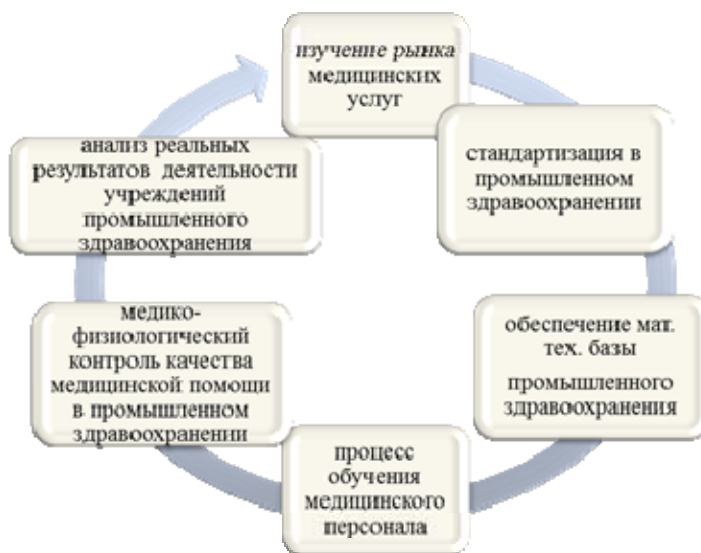 изучение рынка
медицинских
услуг
стандартизация в
промышленном
здравоохранении
обеспечение мат.
тех. базы
промышленного
здравоохранения
процесс
обучения
медицинского
персонала
медико-
физиологический
контроль качества
медицинской помощи
в промышленном
здравоохранении
анализ реальных
результатов деятельности
учреждений
промышленного
здравоохранения